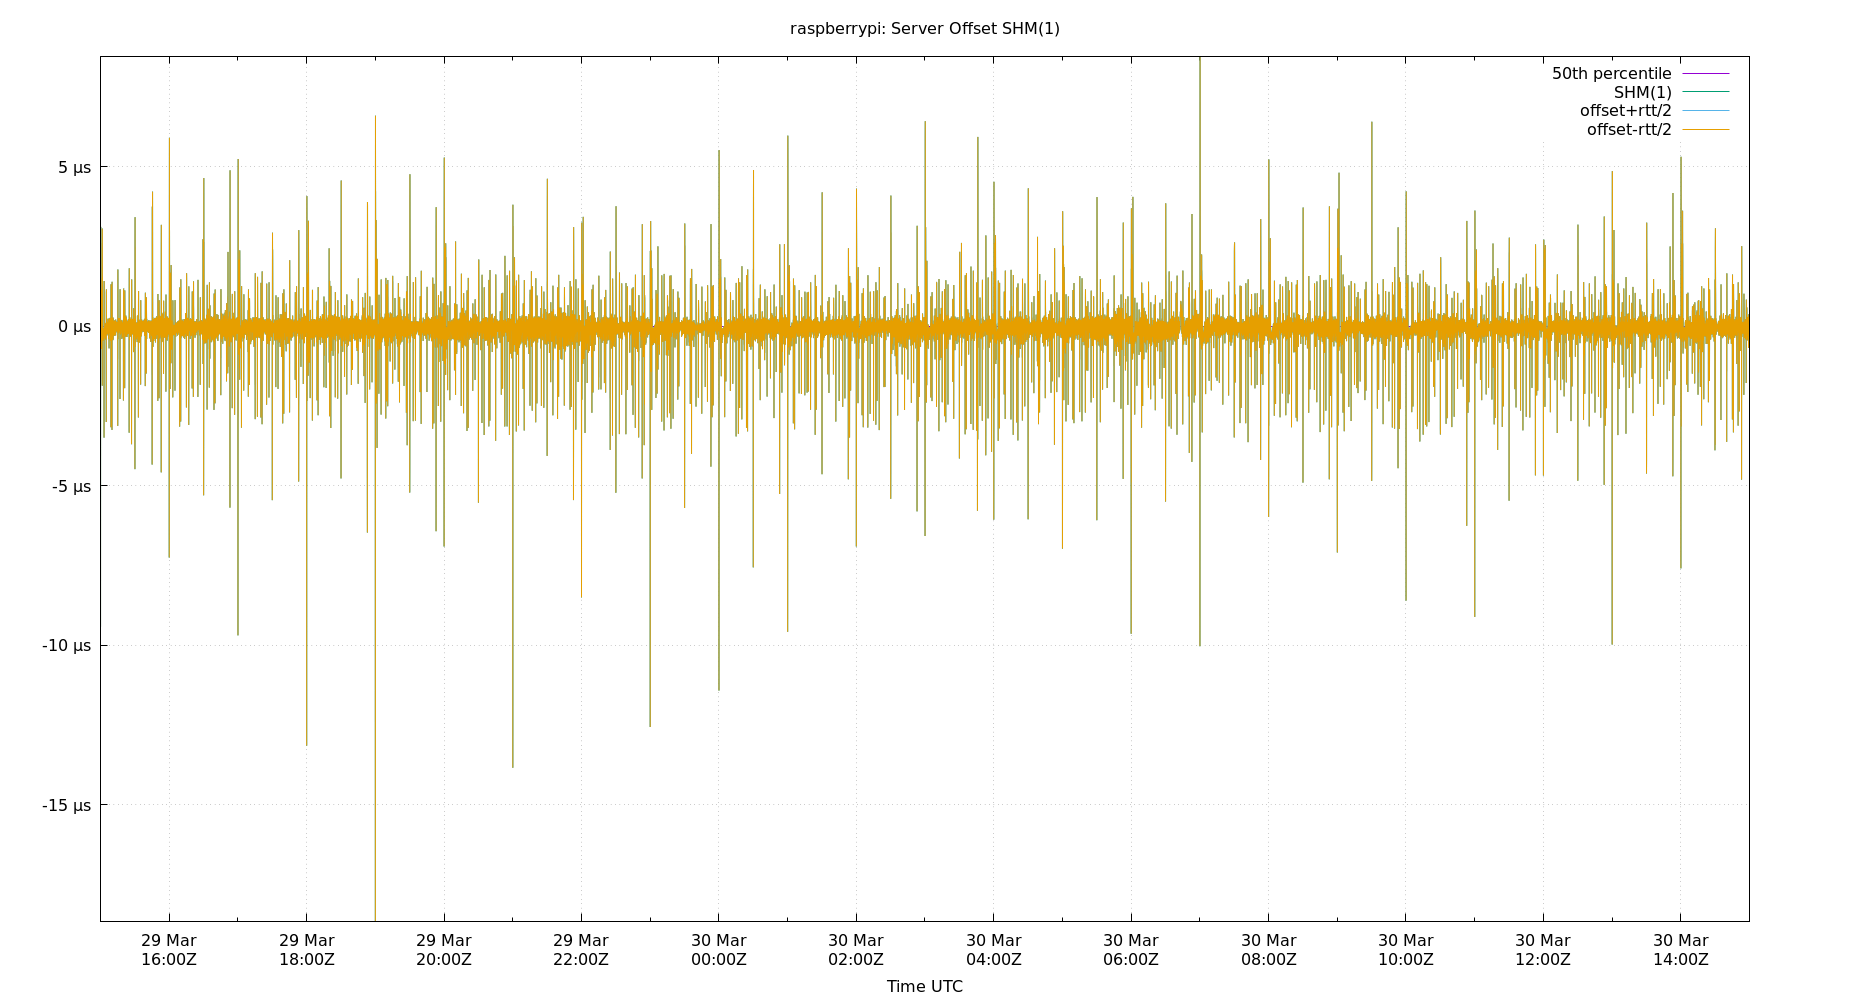 raspberrypi: Server Offset SHM(1)
50th percentile
SHM(1)
offset+rtt/2
offset-rtt/2
5 µs
0 µs
-5 µs
-10 µs
-15 µs
29 Mar 29 Mar 29 Mar 29 Mar 30 Mar 30 Mar 30 Mar 30 Mar 30 Mar 30 Mar 30 Mar 30 Mar
16:00Z 18:00Z 20:00Z 22:00Z 00:00Z 02:00Z 04:00Z 06:00Z 08:00Z 10:00Z 12:00Z 14:00Z
Time UTC